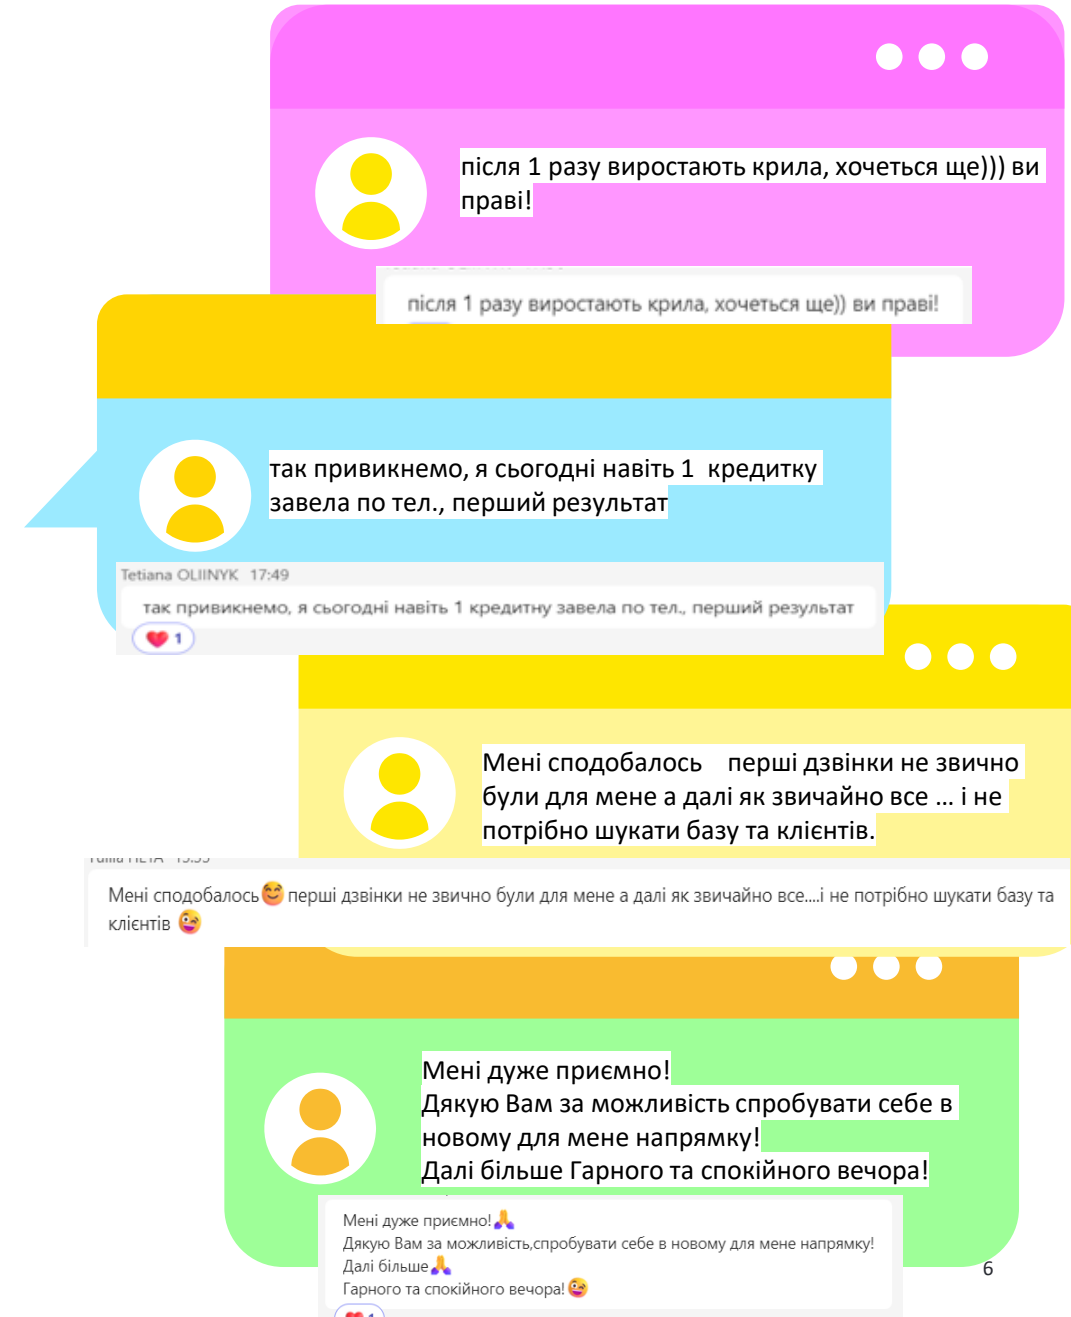 після 1 разу виростають крила, хочеться ще))) ви
праві!
після 1 разу виростають крила, хочеться ще)) ви праві!
так привикнемо, я сьогодні навіть 1 кредитку
завела по тел., перший результат
Tetiana OLIINYK 17:49
так привикнемо, я сьогодні навіть 1 кредитну завела по тел., перший результат
1
Мені сподобалось перші дзвінки не звично
були для мене а далі як звичайно все ... і не
потрібно шукати базу та клієнтів.
Мені сподобалось😊 перші дзвінки не звично були для мене а далі як звичайно все....і не потрібно шукати базу та
клієнтів 😜
Мені дуже приємно!
Дякую Вам за можливість спробувати себе в
новому для мене напрямку!
Далі більше Гарного та спокійного вечора!
Мені дуже приємно!🙏
Дякую Вам за можливість,спробувати себе в новому для мене напрямку!
Далі більше🙏
Гарного та спокійного вечора!😜
6